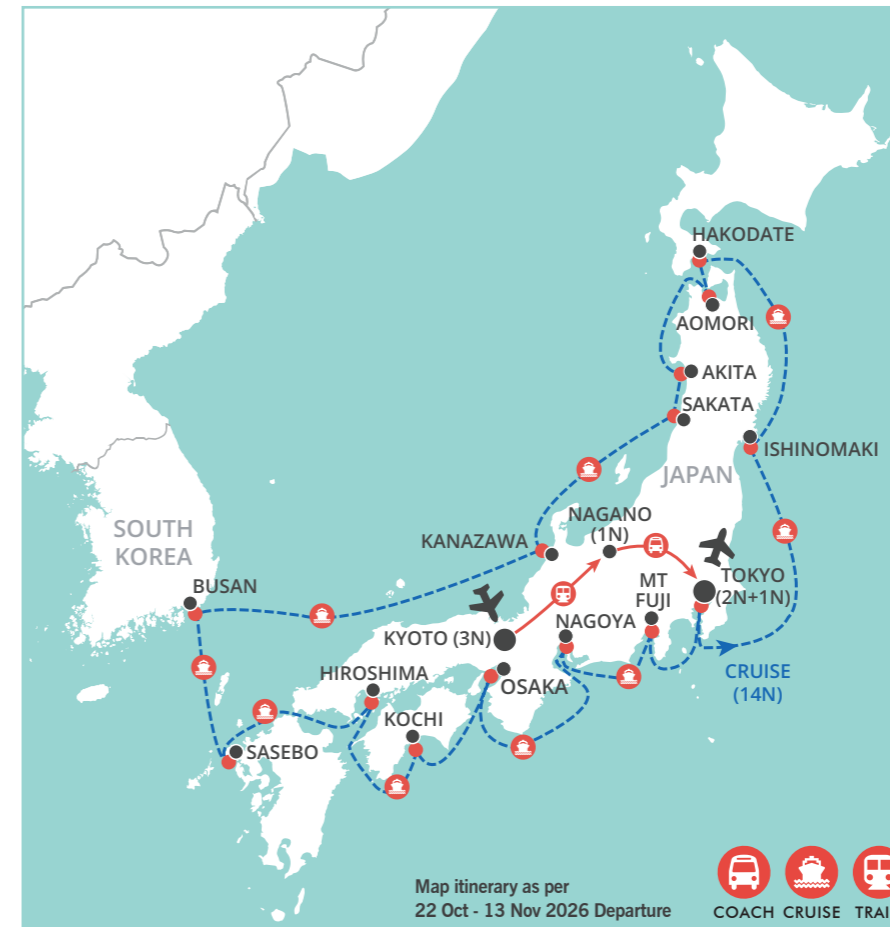 HAKODATE
AOMORI
AKITA
SAKATA
ISHINOMAKI
JAPAN
NAGANO
(1N)
KANAZAWA
SOUTH
KOREA
BUSAN
MT
FUJI
TOKYO
(2N+1N)
NAGOYA
KYOTO (3N)
OSAKA
HIROSHIMA
CRUISE
(14N)
KOCHI
SASEBO
Map itinerary as per
22 Oct - 13 Nov 2026 Departure
COACH CRUISE TRAI